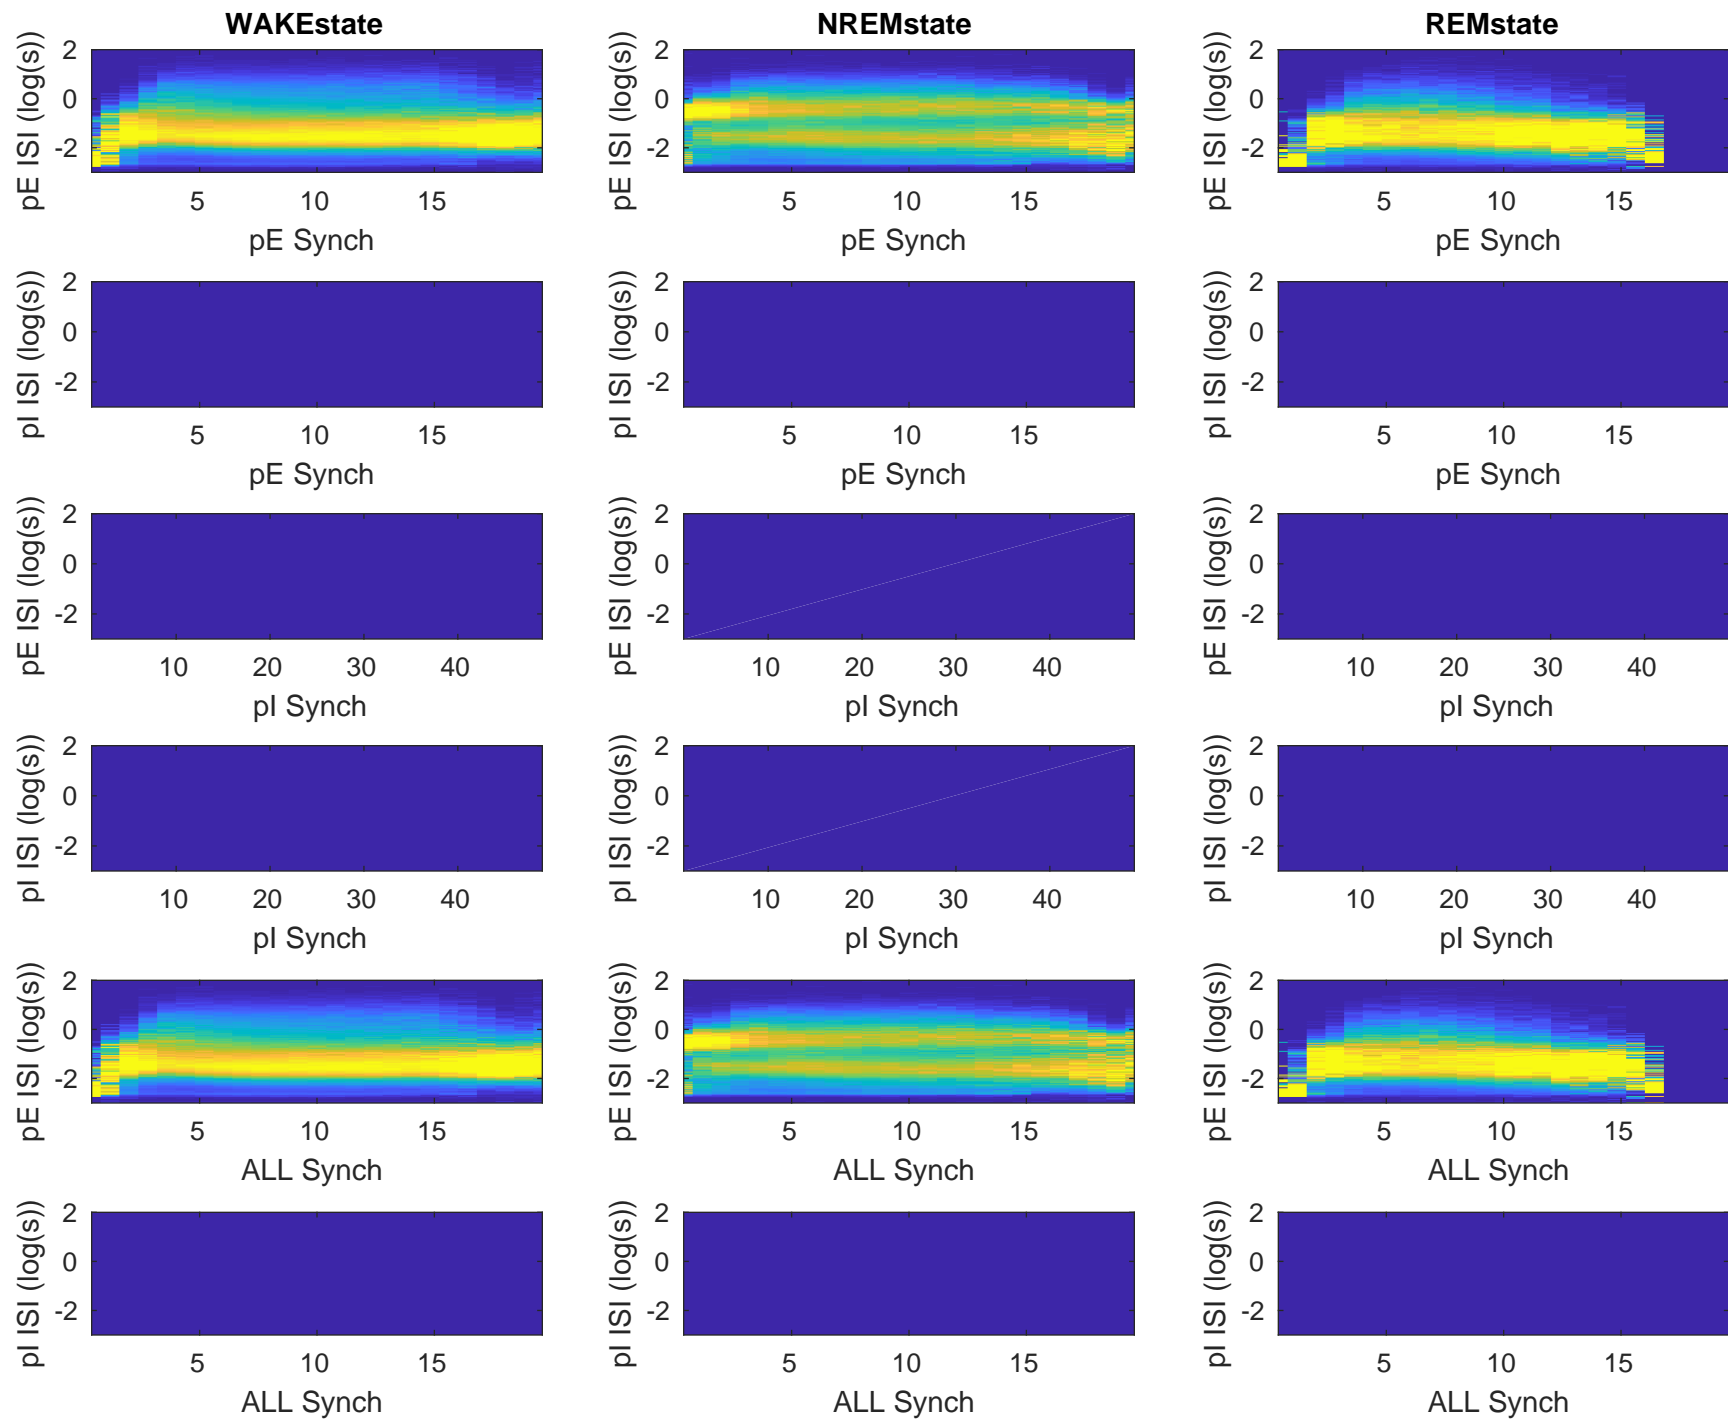 WAKEstate NREMstate REMstate
pE ISI (log(s)) 2 0 -2 pE ISI (log(s)) 2 0 -2 pE ISI (log(s)) 2 0 -2
5 10 15 5 10 15 5 10 15
pE Synch pE Synch pE Synch
pI ISI (log(s)) 2 0 -2 pI ISI (log(s)) 2 0 -2 pI ISI (log(s)) 2 0 -2
5 10 15 5 10 15 5 10 15
pE Synch pE Synch pE Synch
pE ISI (log(s)) 2 0 -2 pE ISI (log(s)) 2 0 -2 pE ISI (log(s)) 2 0 -2
10 20 30 40 10 20 30 40 10 20 30 40
pI Synch pI Synch pI Synch
pI ISI (log(s)) 2 0 -2 pI ISI (log(s)) 2 0 -2 pI ISI (log(s)) 2 0 -2
10 20 30 40 10 20 30 40 10 20 30 40
pI Synch pI Synch pI Synch
pE ISI (log(s)) 2 0 -2 pE ISI (log(s)) 2 0 -2 pE ISI (log(s)) 2 0 -2
5 10 15 5 10 15 5 10 15
ALL Synch ALL Synch ALL Synch
pI ISI (log(s)) 2 0 -2 pI ISI (log(s)) 2 0 -2 pI ISI (log(s)) 2 0 -2
5 10 15 5 10 15 5 10 15
ALL Synch ALL Synch ALL Synch